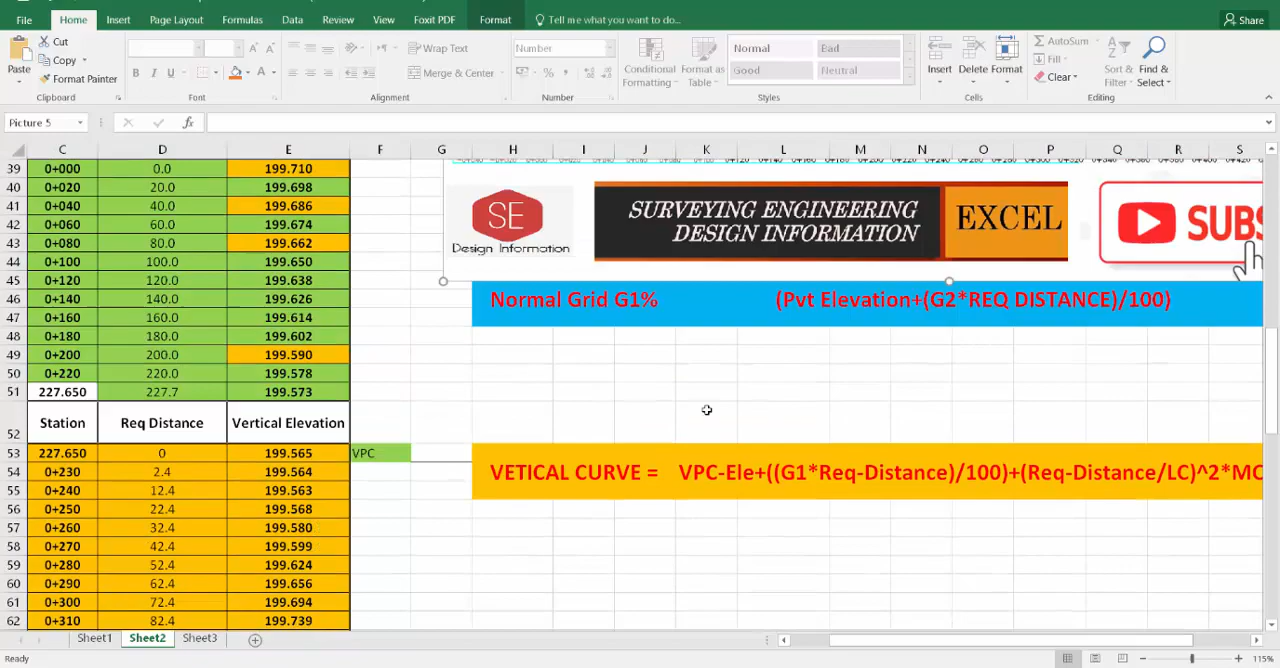 File Home Insert Page Layout Formulas Data Review View Foxit PDF Format Tell me what you want to do... Share
Cut
Copy
Format Painter
Paste
Wrap Text
Merge & Center
Number
Conditional Formatting
Format as Table
Normal Bad
Good Neutral
Insert Delete Format
AutoSum
Fill
Clear
Sort & Filter
Find & Select
Clipboard Font Alignment Number Styles Cells Editing
Picture 5 fx
C D E F G H I J K L M N O P Q R S
39 0+000 0.0 199.710
40 0+020 20.0 199.698
41 0+040 40.0 199.686
42 0+060 60.0 199.674
43 0+080 80.0 199.662
44 0+100 100.0 199.650
45 0+120 120.0 199.638
46 0+140 140.0 199.626
47 0+160 160.0 199.614
48 0+180 180.0 199.602
49 0+200 200.0 199.590
50 0+220 220.0 199.578
51 227.650 227.7 199.573
52 Station Req Distance Vertical Elevation
53 227.650 0 199.565 VPC
54 0+230 2.4 199.564
55 0+240 12.4 199.563
56 0+250 22.4 199.568
57 0+260 32.4 199.580
58 0+270 42.4 199.599
59 0+280 52.4 199.624
60 0+290 62.4 199.656
61 0+300 72.4 199.694
62 0+310 82.4 199.739
SE
Design Information
SURVEYING ENGINEERING
DESIGN INFORMATION
EXCEL
SUBS
Normal Grid G1% (Pvt Elevation+(G2*REQ DISTANCE)/100)
VETICAL CURVE = VPC-Ele+((G1*Req-Distance)/100)+(Req-Distance/LC)^2*MO
Sheet1 Sheet2 Sheet3
Ready 115%